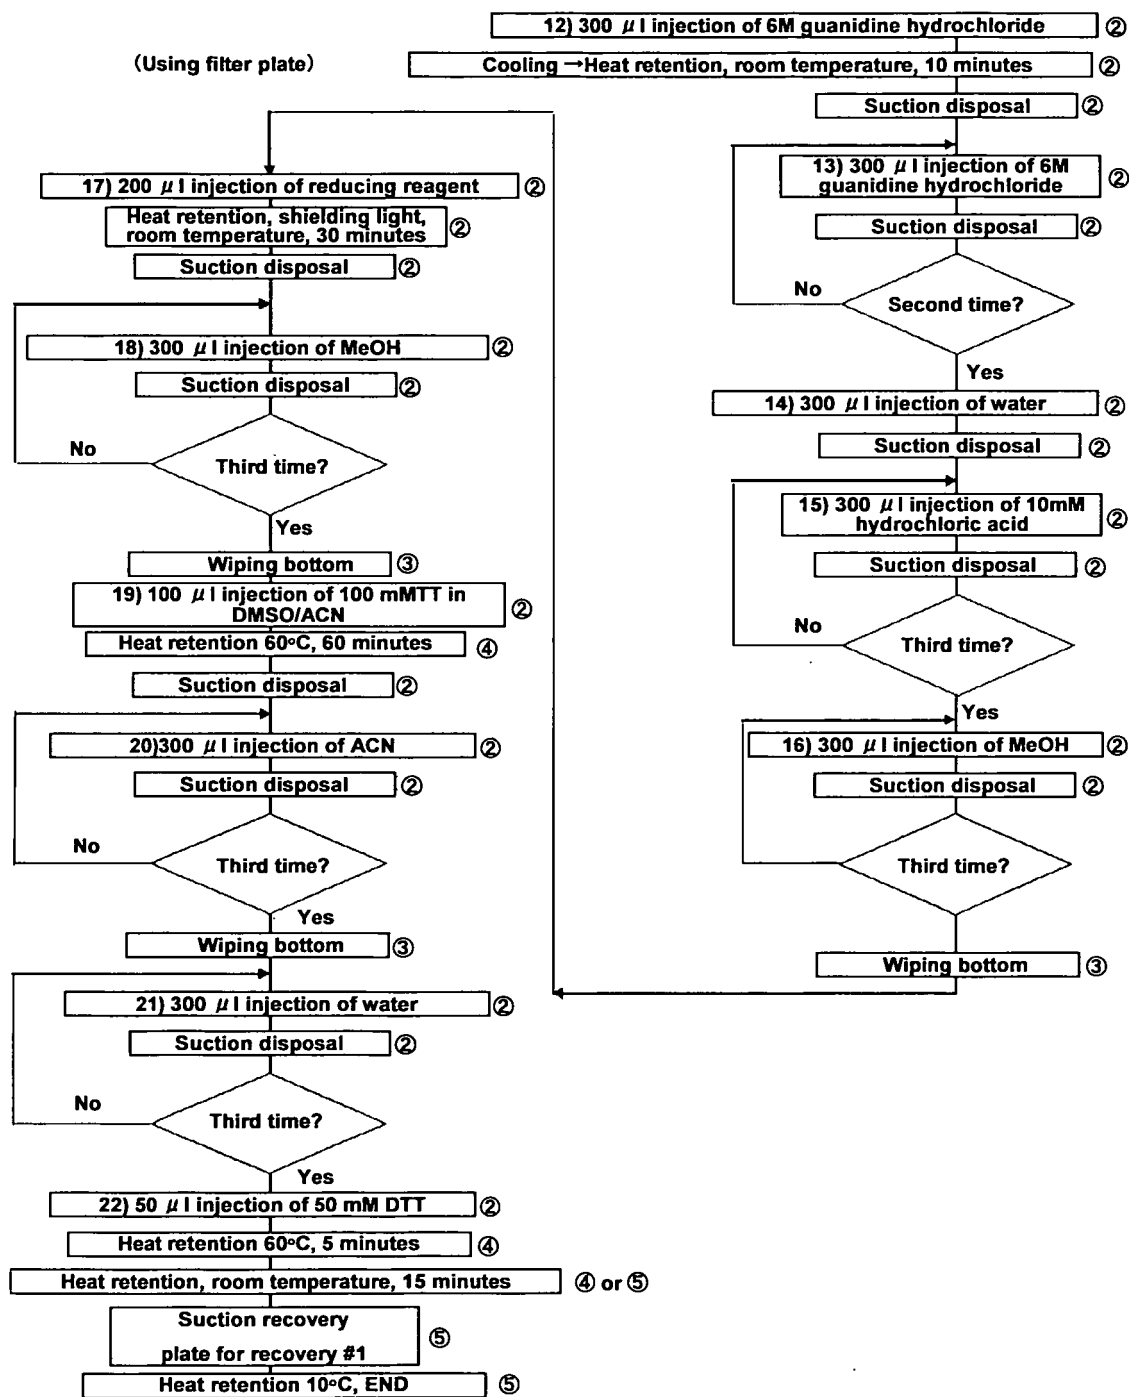 (Using filter plate)
12) 300 μl injection of 6M guanidine hydrochloride ②
Cooling →Heat retention, room temperature, 10 minutes ②
Suction disposal ②
13) 300 μl injection of 6M
guanidine hydrochloride ②
Suction disposal ②
Second time?
No
Yes
14) 300 μl injection of water ②
Suction disposal ②
15) 300 μl injection of 10mM
hydrochloric acid ②
Suction disposal ②
Third time?
No
Yes
16) 300 μl injection of MeOH ②
Suction disposal ②
Third time?
Wiping bottom ③
17) 200 μl injection of reducing reagent ②
Heat retention, shielding light,
room temperature, 30 minutes ②
Suction disposal ②
18) 300 μl injection of MeOH ②
Suction disposal ②
Third time?
No
Yes
Wiping bottom ③
19) 100 μl injection of 100 mMTT in
DMSO/ACN ②
Heat retention 60°C, 60 minutes ④
Suction disposal ②
20)300 μl injection of ACN ②
Suction disposal ②
Third time?
No
Yes
Wiping bottom ③
21) 300 μl injection of water ②
Suction disposal ②
Third time?
No
Yes
22) 50 μl injection of 50 mM DTT ②
Heat retention 60°C, 5 minutes ④
Heat retention, room temperature, 15 minutes ④ or ⑤
Suction recovery
plate for recovery #1 ⑤
Heat retention 10°C, END ⑤